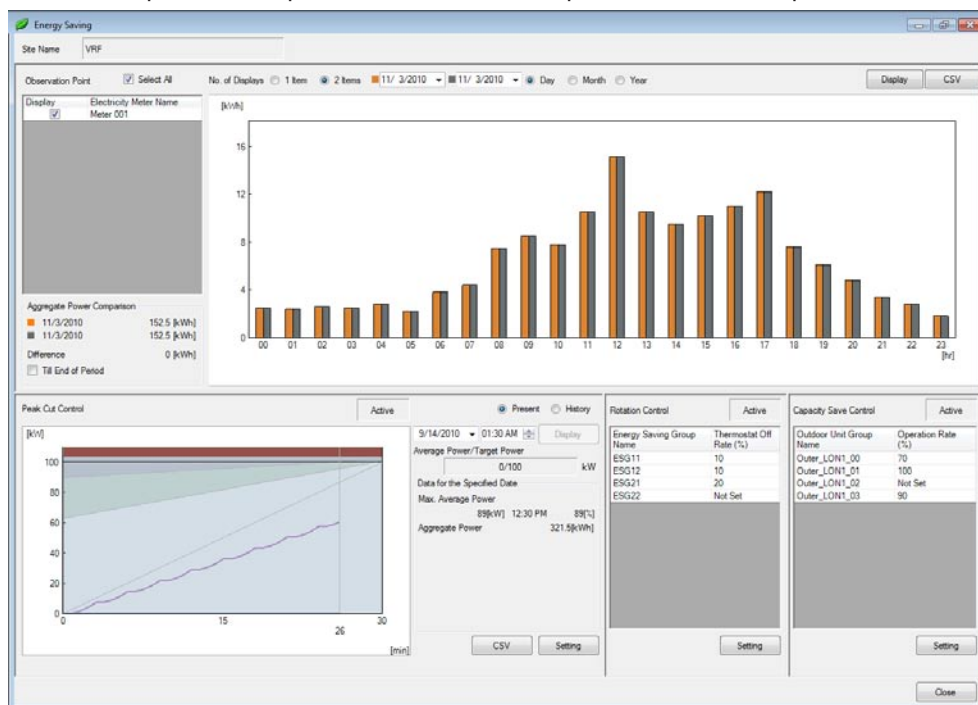 Energy Saving
Site Name VRF
Observation Point Select All No. of Displays 1 Item 2 Items 11/ 3/2010 11/ 3/2010 Day Month Year Display CSV
Display Electricity Meter Name
Meter 001
[kWh]
16
12
8
4
0
00 01 02 03 04 05 06 07 08 09 10 11 12 13 14 15 16 17 18 19 20 21 22 23
[hr]
Aggregate Power Comparison
11/3/2010 152.5 [kWh]
11/3/2010 152.5 [kWh]
Difference 0 [kWh]
Till End of Period
Peak Cut Control Active
[kW]
100
80
60
40
20
0
0 15 26 30
[min]
Present History
9/14/2010 01:30 AM Display
Average Power/Target Power
0/100 kW
Data for the Specified Date
Max. Average Power
89[kW] 12:30 PM 89[%]
Aggregate Power 321.5[kWh]
CSV Setting
Rotation Control Active
Energy Saving Group Name Thermostat Off Rate (%)
ESG11 10
ESG12 10
ESG21 20
ESG22 Not Set
Setting
Capacity Save Control Active
Outdoor Unit Group Name Operation Rate (%)
Outer_LON1_00 70
Outer_LON1_01 100
Outer_LON1_02 Not Set
Outer_LON1_03 90
Setting
Close